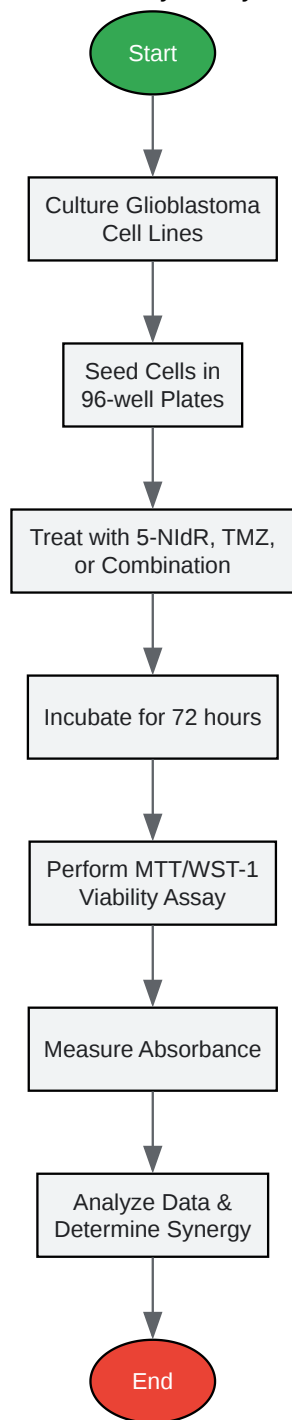 Start
Culture Glioblastoma
Cell Lines
Seed Cells in
96-well Plates
Treat with 5-NIdR, TMZ,
or Combination
Incubate for 72 hours
Perform MTT/WST-1
Viability Assay
Measure Absorbance
Analyze Data &
Determine Synergy
End